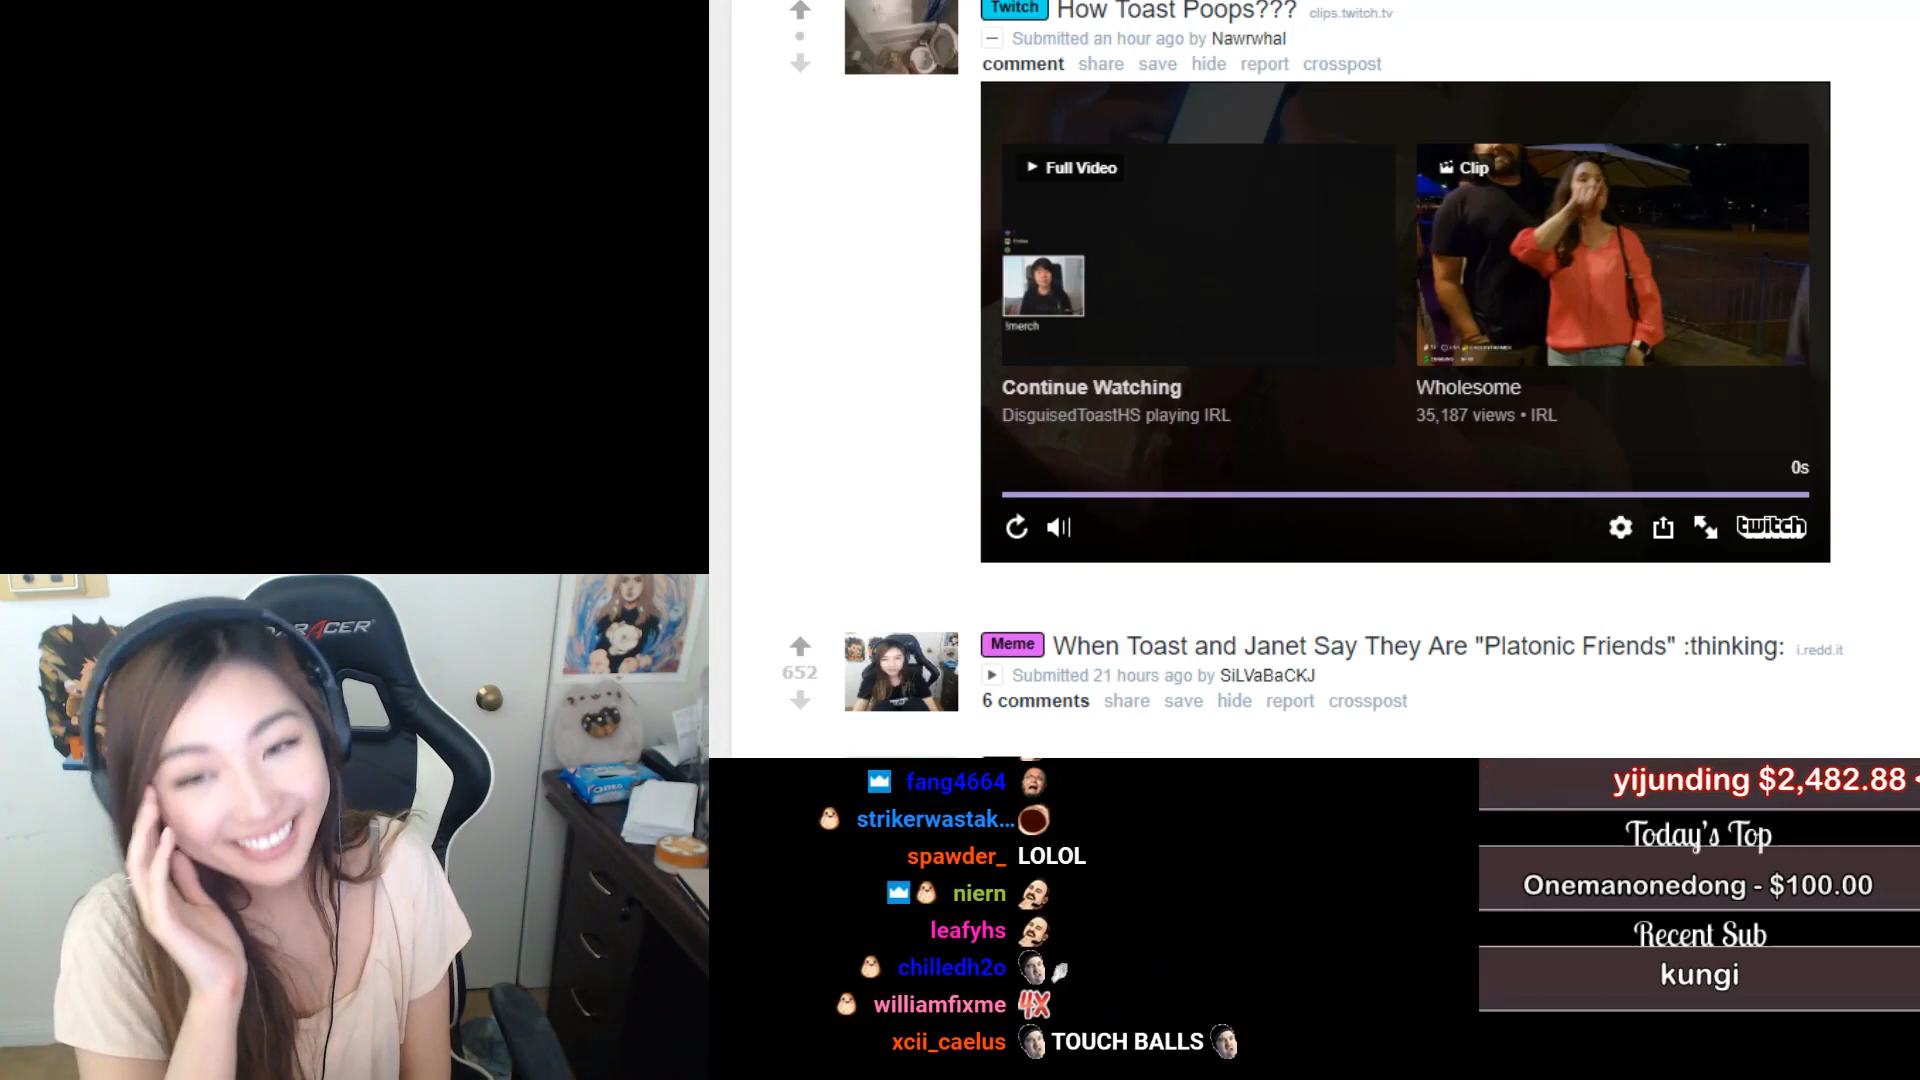 Twitch How Toast Poops??? clips.twitch.tv
Submitted an hour ago by Nawrwhal
comment share save hide report crosspost
Full Video
Clip
!merch
Continue Watching
DisguisedToastHS playing IRL
Wholesome
35,187 views • IRL
0s
twitch
652
Meme When Toast and Janet Say They Are "Platonic Friends" :thinking: i.redd.it
Submitted 21 hours ago by SiLVaBaCKJ
6 comments share save hide report crosspost
DXRACER
OREO
fang4664
strikerwastak...
spawder_ LOLOL
niern
leafyhs
chilledh2o
williamfixme 4X
xcii_caelus TOUCH BALLS
yijunding $2,482.88
Today's Top
Onemanonedong - $100.00
Recent Sub
kungi